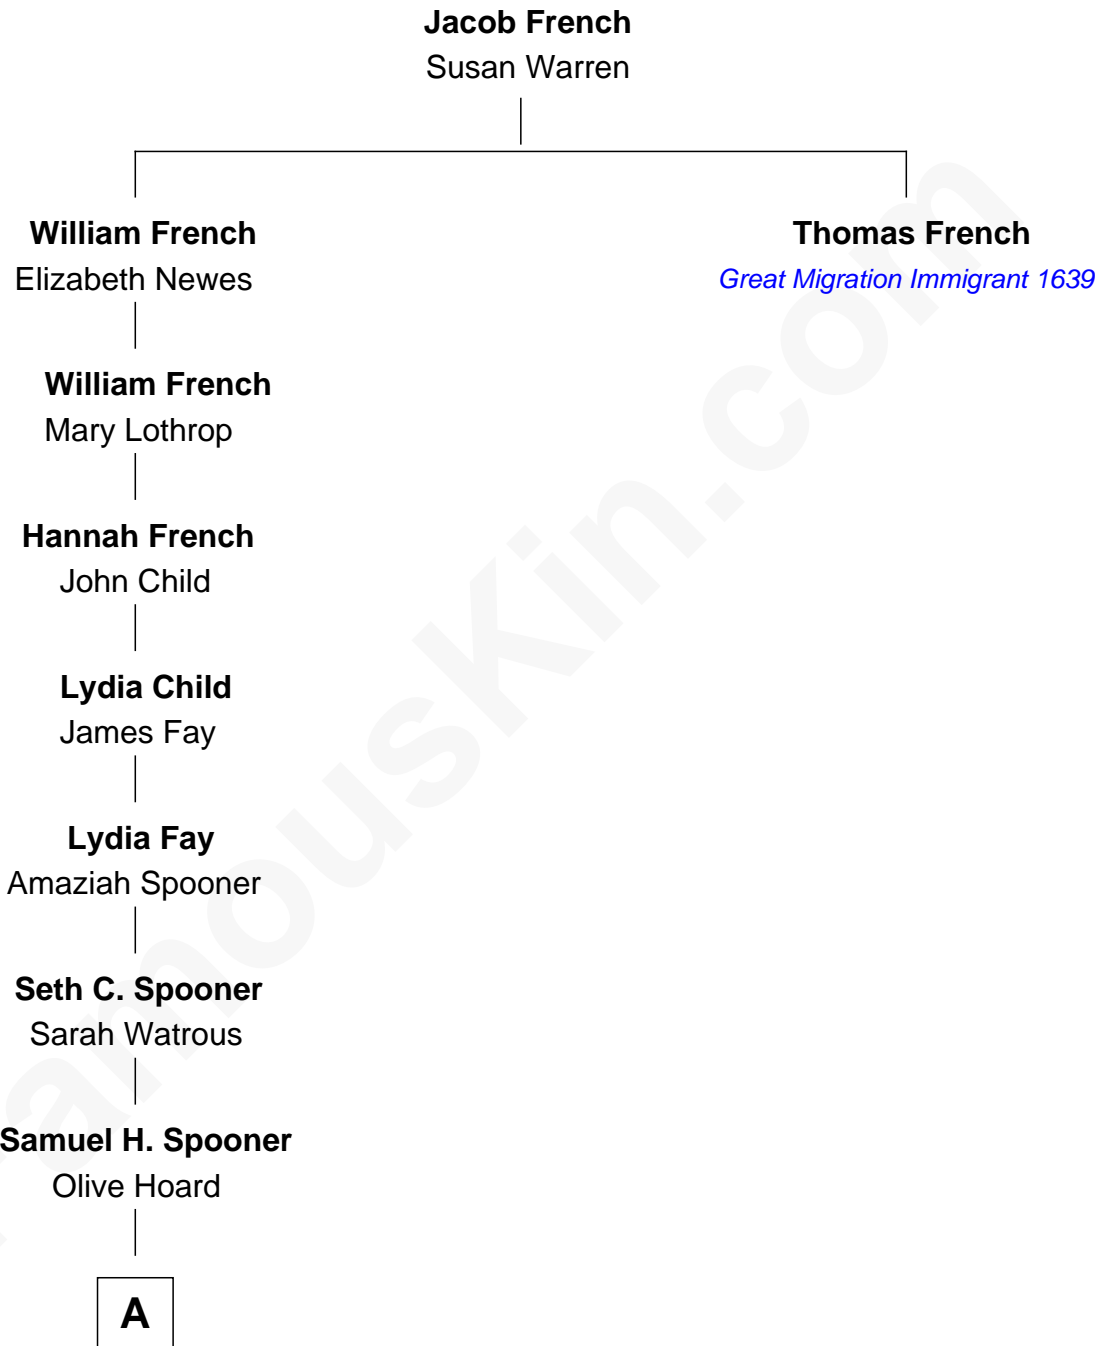 Jacob French
Susan Warren
William French
Thomas French
Elizabeth Newes
Great Migration Immigrant 1639
William French
Mary Lothrop
Hannah French
John Child
Lydia Child
James Fay
Lydia Fay
Amaziah Spooner
Seth C. Spooner
Sarah Watrous
Samuel H. Spooner
Olive Hoard
A
FamousKin.com